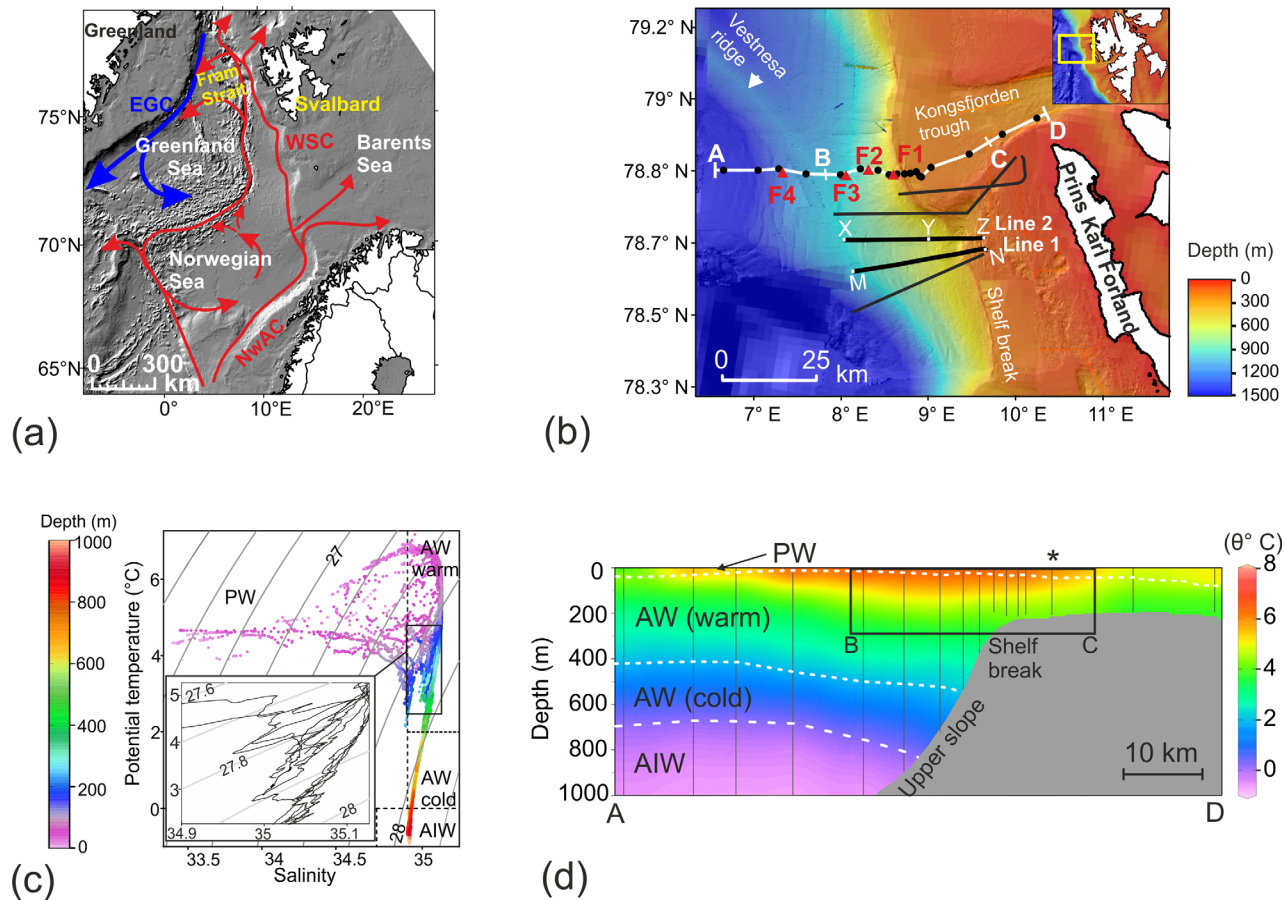 Greenland
Fram
Strait
Svalbard
EGC
75° N
WSC
Barents
Sea
Greenland
Sea
70° N
Norwegian
Sea
NwAC
65° N
0 300
km
0°
10°
20°E
(a)
79.2° N
79° N
78.8° N
78.7° N
78.5° N
78.3° N
Vestnesa
ridge
Kongsfjorden
trough
A
B
C
D
F4
F3
F2
F1
X
Y
Z
Line 2
Line 1
M
N
Shelf break
Prins Karl Forland
0 25
km
7° E
8° E
9° E
10° E
11° E
Depth (m)
0
300
600
900
1200
1500
(b)
Depth (m)
1000
800
600
400
200
0
Potential temperature (°C)
6
4
2
0
PW
27
AW
warm
AW
cold
AIW
28
5
4
3
27.6
27.8
28
34.9
35
35.1
33.5
34
34.5
35
Salinity
(c)
PW
*
(θ° C)
8
6
4
2
0
Depth (m)
0
200
400
600
800
1000
AW (warm)
AW (cold)
AIW
B
C
Shelf
break
Upper slope
10 km
A
D
(d)